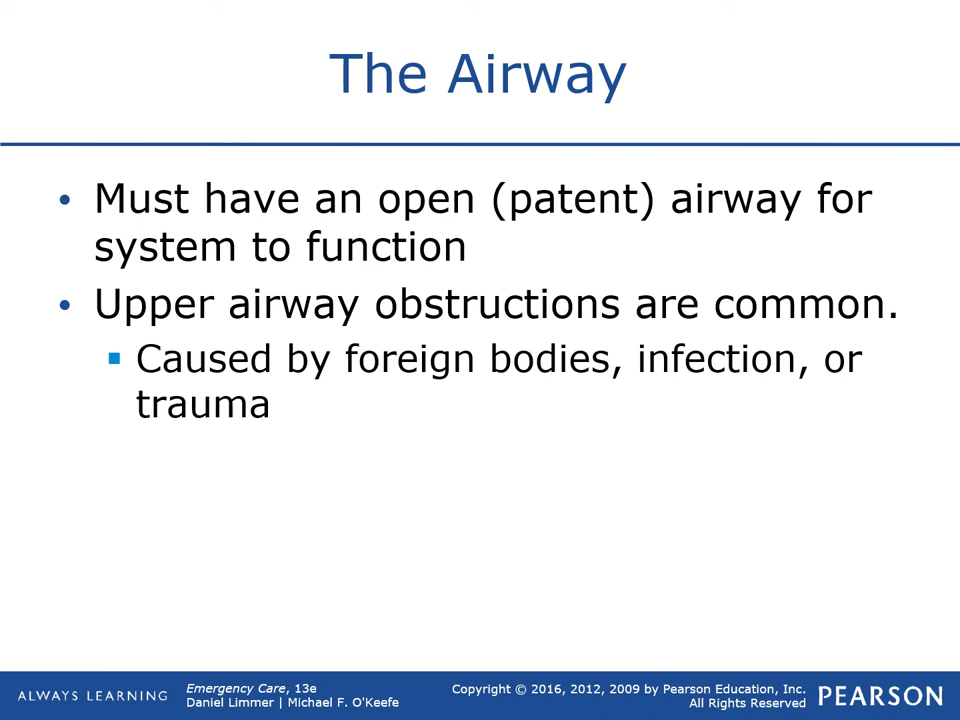 The Airway
• Must have an open (patent) airway for
system to function
• Upper airway obstructions are common.
▪ Caused by foreign bodies, infection, or
trauma
ALWAYS LEARNING
Emergency Care, 13e
Daniel Limmer | Michael F. O'Keefe
Copyright © 2016, 2012, 2009 by Pearson Education, Inc.
All Rights Reserved
PEARSON